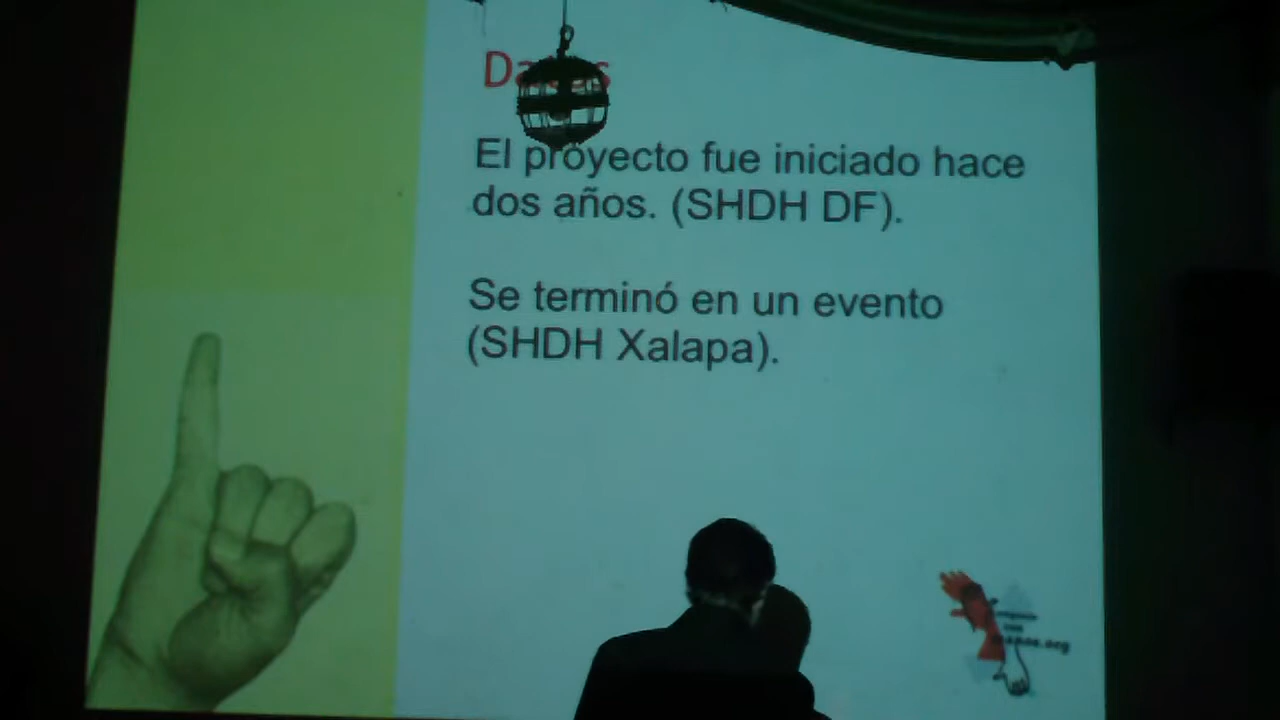 El proyecto fue iniciado hace
dos años. (SHDH DF).
Se terminó en un evento
(SHDH Xalapa).